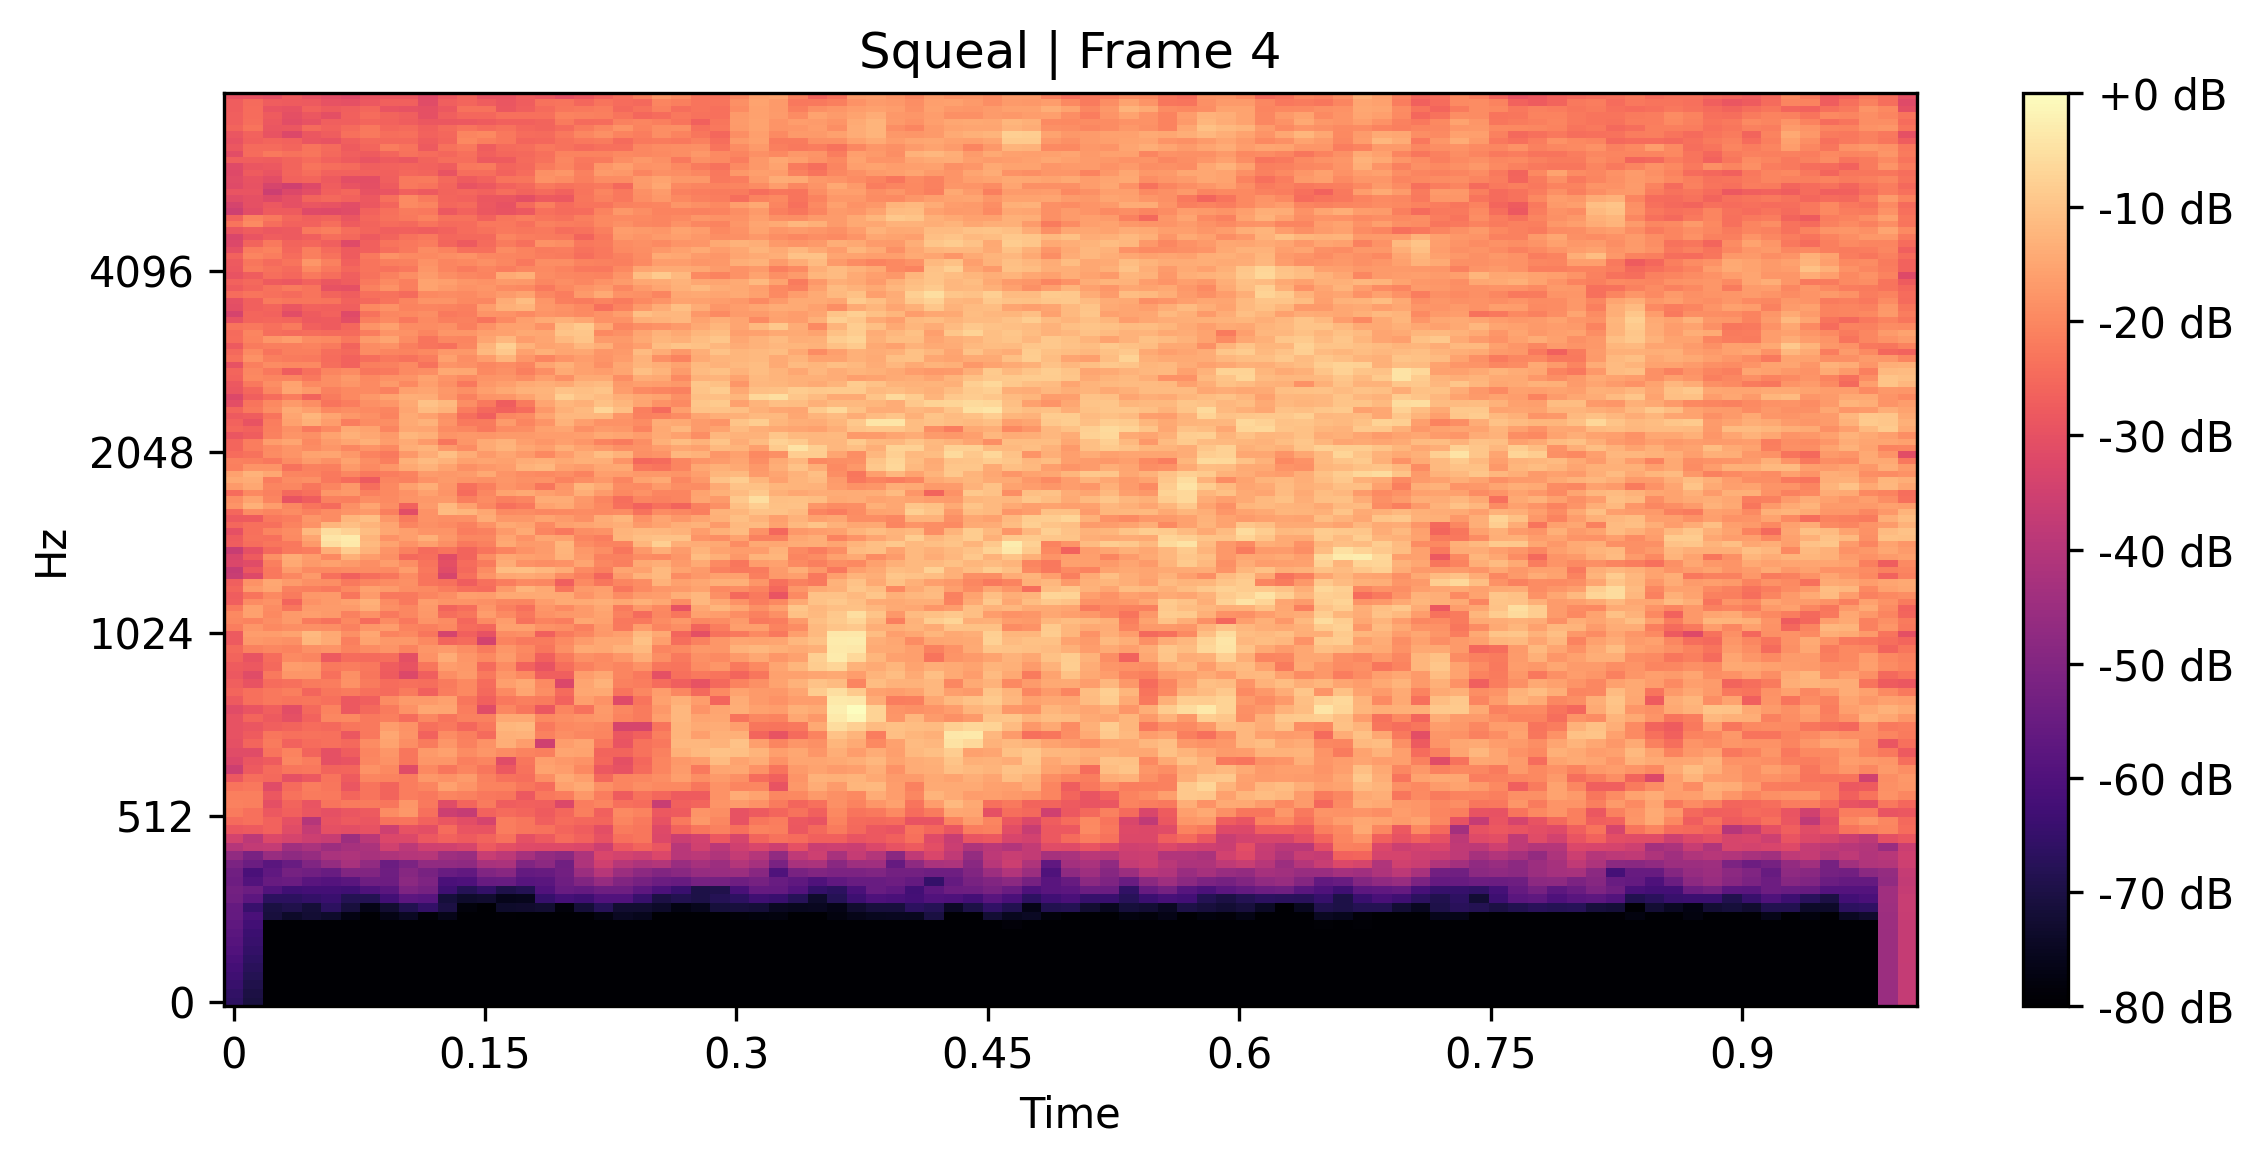 Squeal | Frame 4
+0 dB
-10 dB
4096
-20 dB
-30 dB
2048
Hz
-40 dB
1024
-50 dB
-60 dB
512
-70 dB
0
-80 dB
0 0.15 0.3 0.45 0.6 0.75 0.9
Time